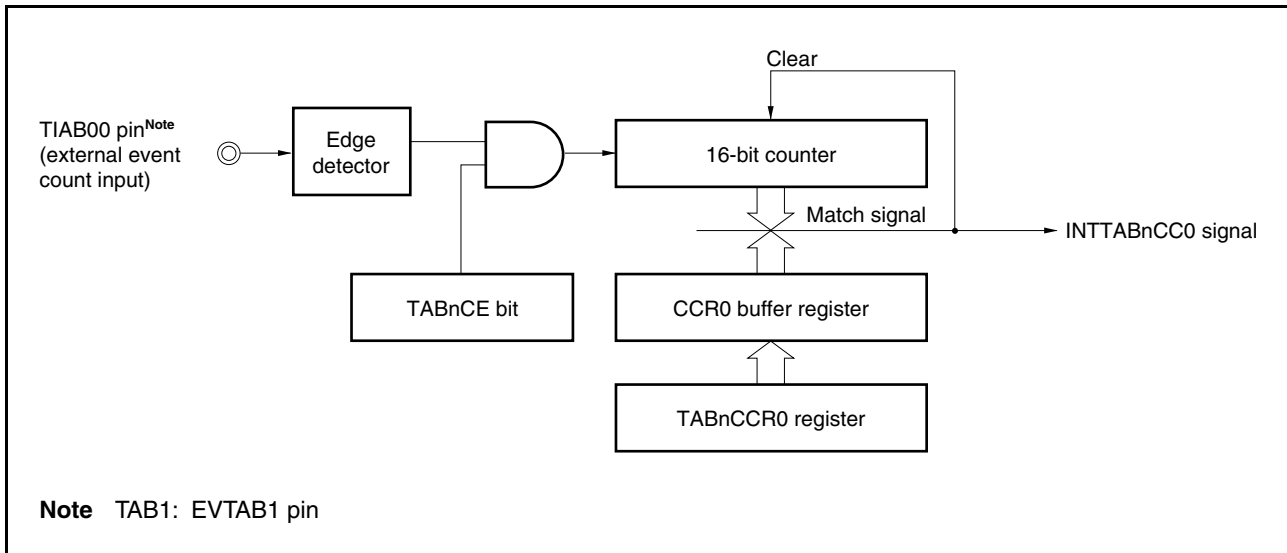 Clear
TIAB00 pinNote
(external event
count input)
Edge
detector
16-bit counter
Match signal
INTTABnCC0 signal
TABnCE bit
CCR0 buffer register
TABnCCR0 register
Note TAB1: EVTAB1 pin